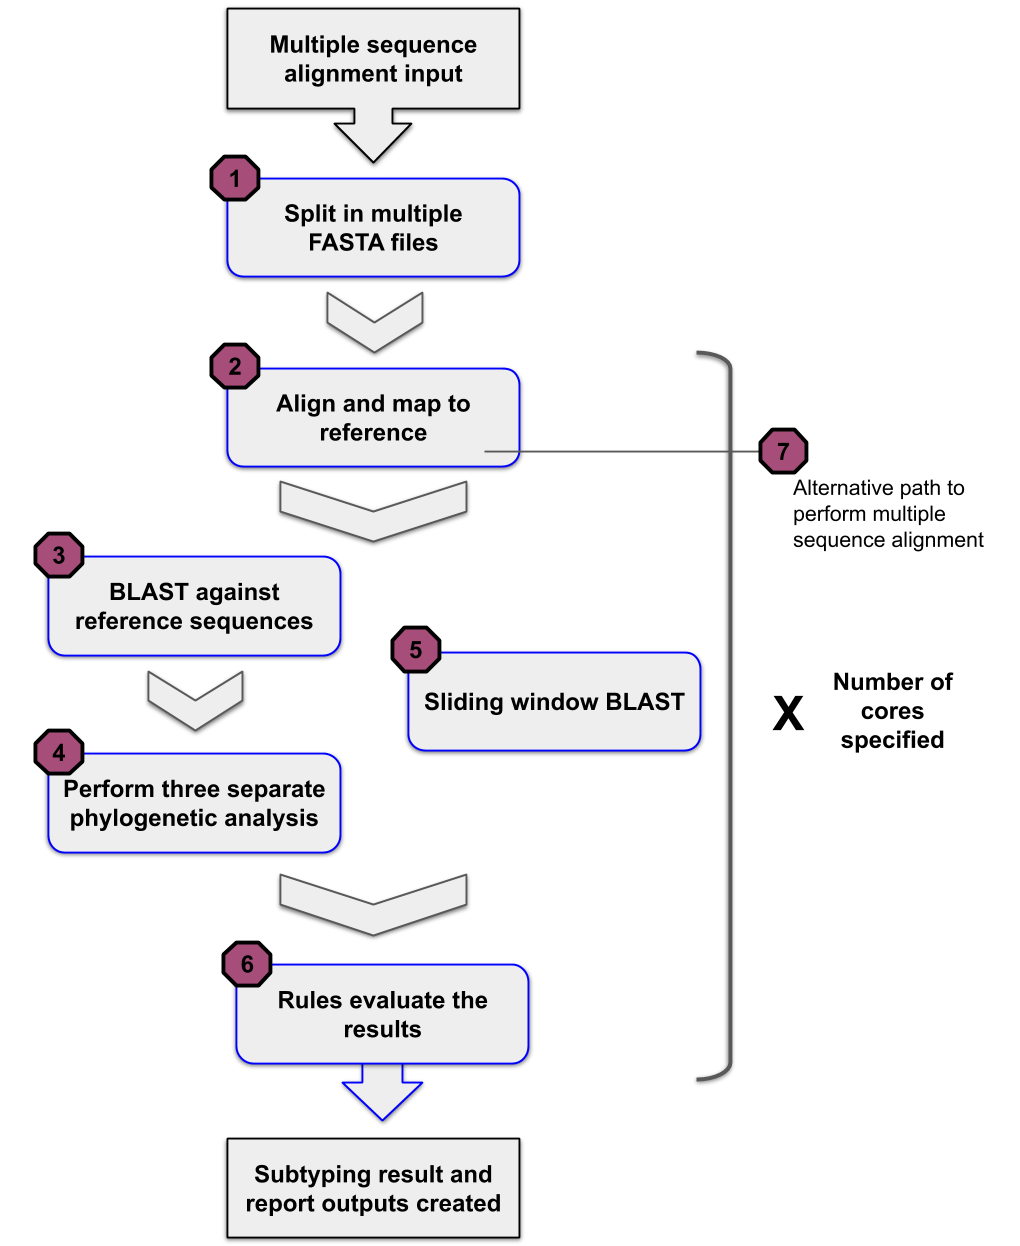 Multiple sequence
alignment input
1
Split in multiple
FASTA files
2
Align and map to
reference
7
Alternative path to
perform multiple
sequence alignment
3
BLAST against
reference sequences
5
Sliding window BLAST
4
Perform three separate
phylogenetic analysis
X
Number of
cores
specified
6
Rules evaluate the
results
Subtyping result and
report outputs created